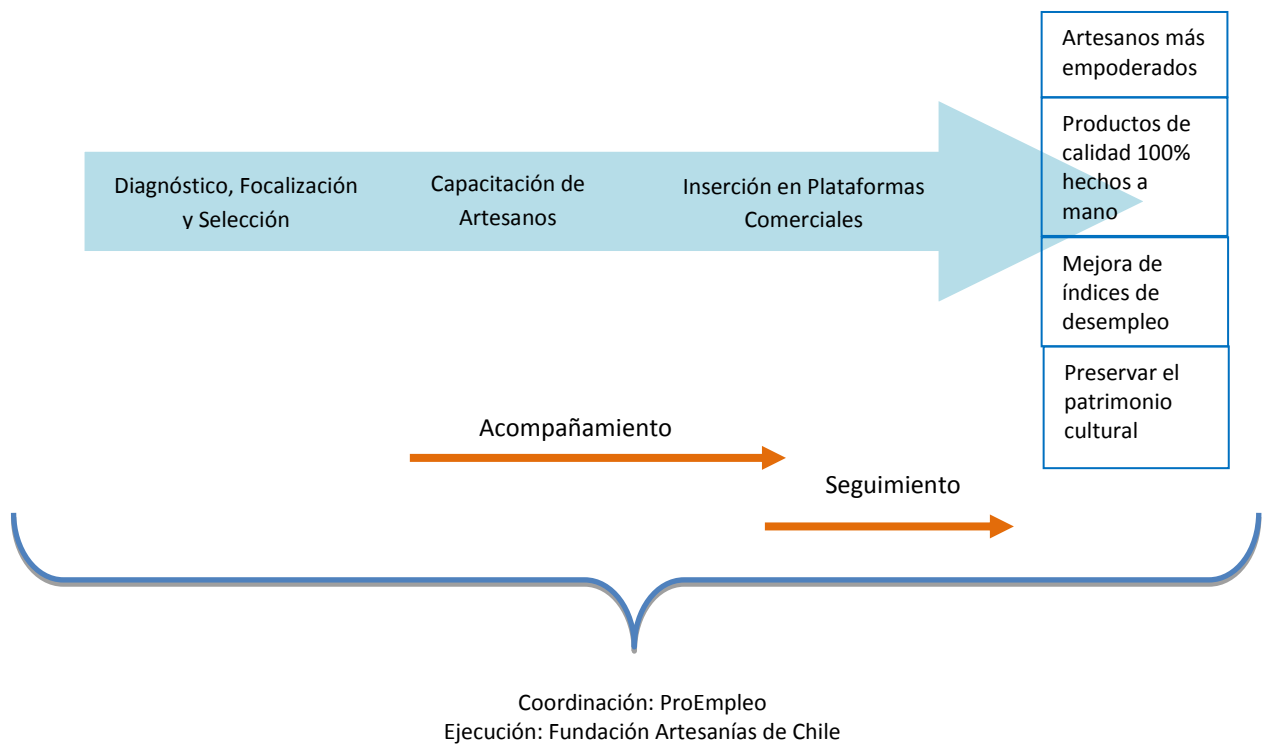 Artesanos más
empoderados
Productos de
calidad 100%
hechos a
mano
Mejora de
índices de
desempleo
Preservar el
patrimonio
cultural
Diagnóstico, Focalización
y Selección
Capacitación de
Artesanos
Inserción en Plataformas
Comerciales
Acompañamiento
Seguimiento
Coordinación: ProEmpleo
Ejecución: Fundación Artesanías de Chile